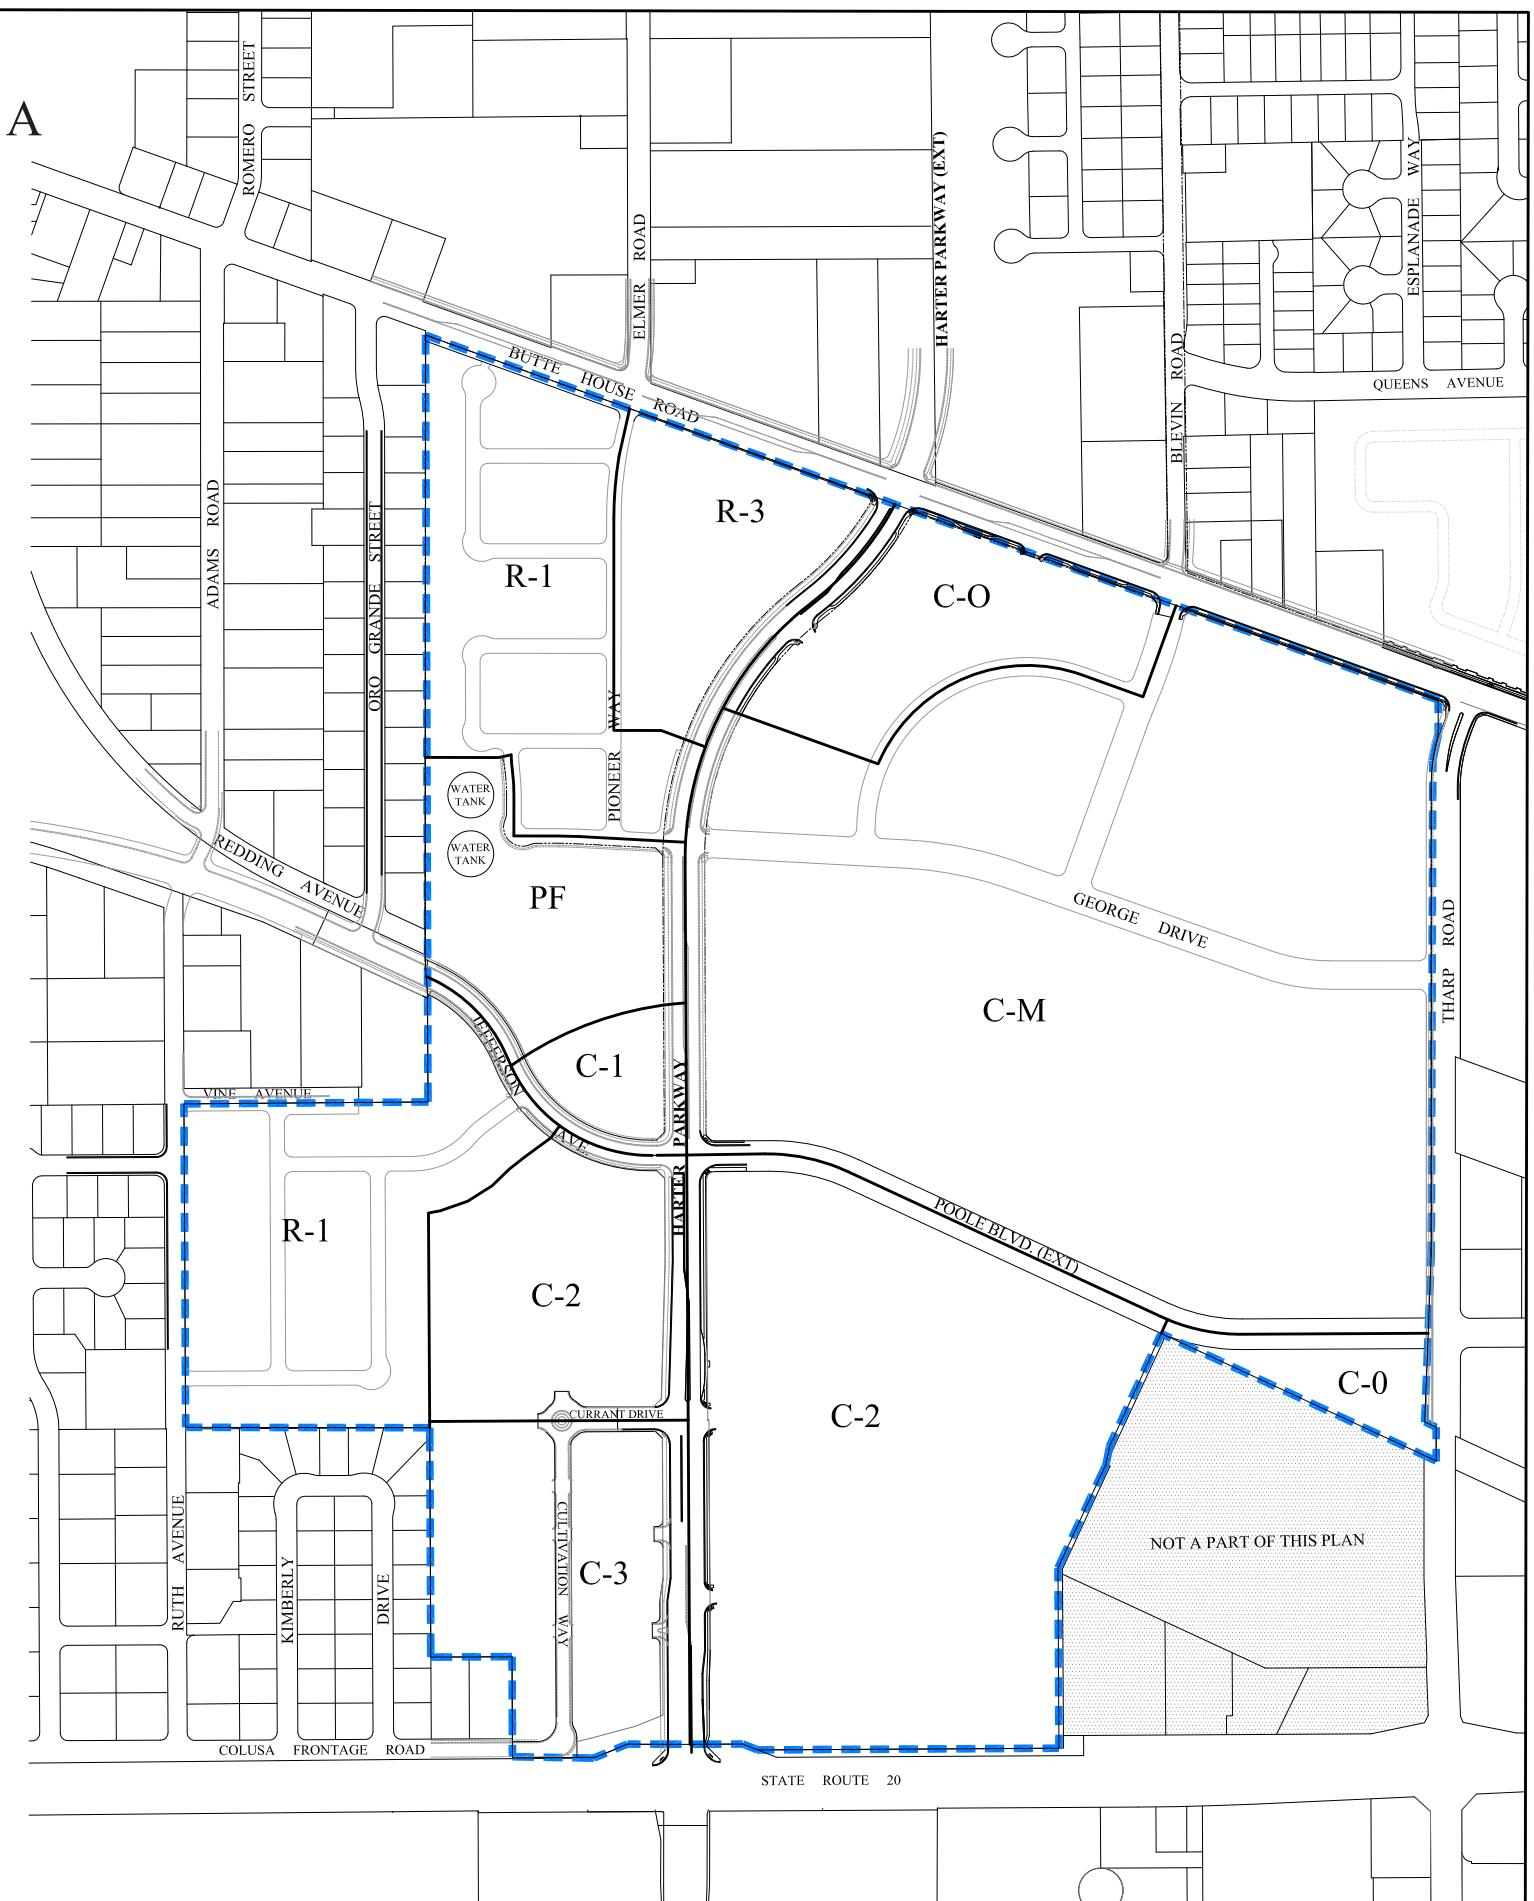 A
ROMERO STREET
ELMER ROAD
HARTER PARKWAY (EXT)
BLEVIN ROAD
ESPLANADE WAY
QUEENS AVENUE
BUTTE HOUSE ROAD
ADAMS ROAD
ORO GRANDE STREET
R-3
R-1
C-O
PIONEER WAY
WATER
TANK
WATER
TANK
REDDING AVENUE
PF
GEORGE DRIVE
THARP ROAD
C-M
JEFFERSON AVE.
C-1
HARTER PARKWAY
VINE AVENUE
R-1
POOLE BLVD. (EXT)
C-2
C-0
C-2
CURRANT DRIVE
CULTIVATION WAY
C-3
NOT A PART OF THIS PLAN
RUTH AVENUE
KIMBERLY DRIVE
COLUSA FRONTAGE ROAD
STATE ROUTE 20